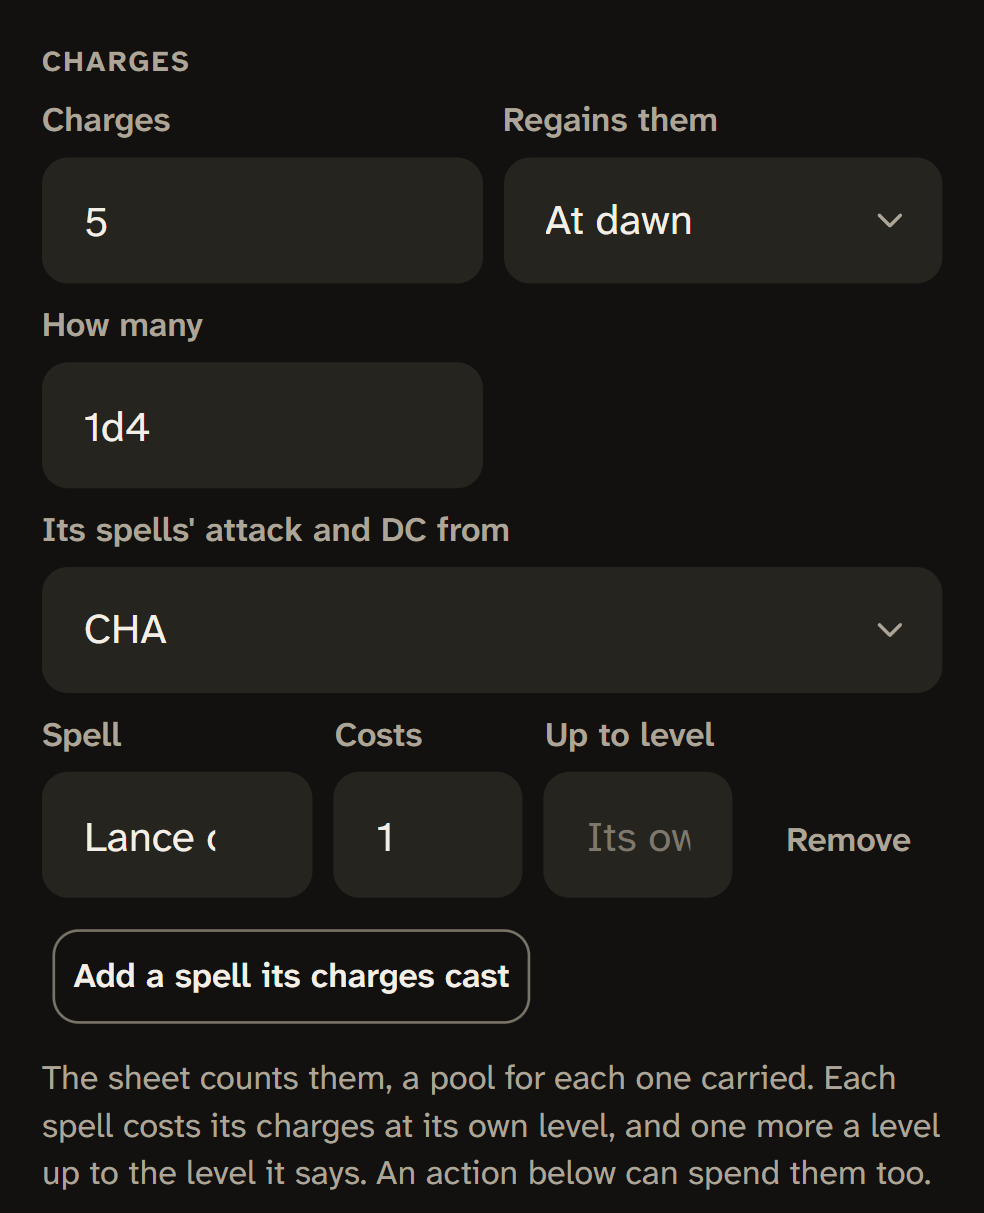 CHARGES
Charges
Regains them
5
At dawn
How many
1d4
Its spells' attack and DC from
CHA
Spell
Costs
Up to level
Lance
1
Its
Remove
Add a spell its charges cast
The sheet counts them, a pool for each one carried. Each
spell costs its charges at its own level, and one more a level
up to the level it says. An action below can spend them too.